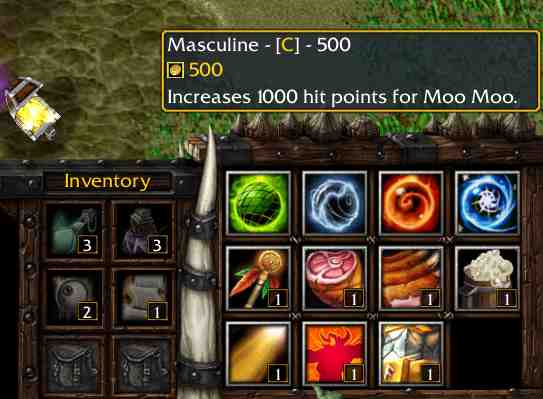 Masculine - [C] - 500
500
Increases 1000 hit points for Moo Moo.
Inventory
3 3
2 1
1 1 1 1
1 1 1